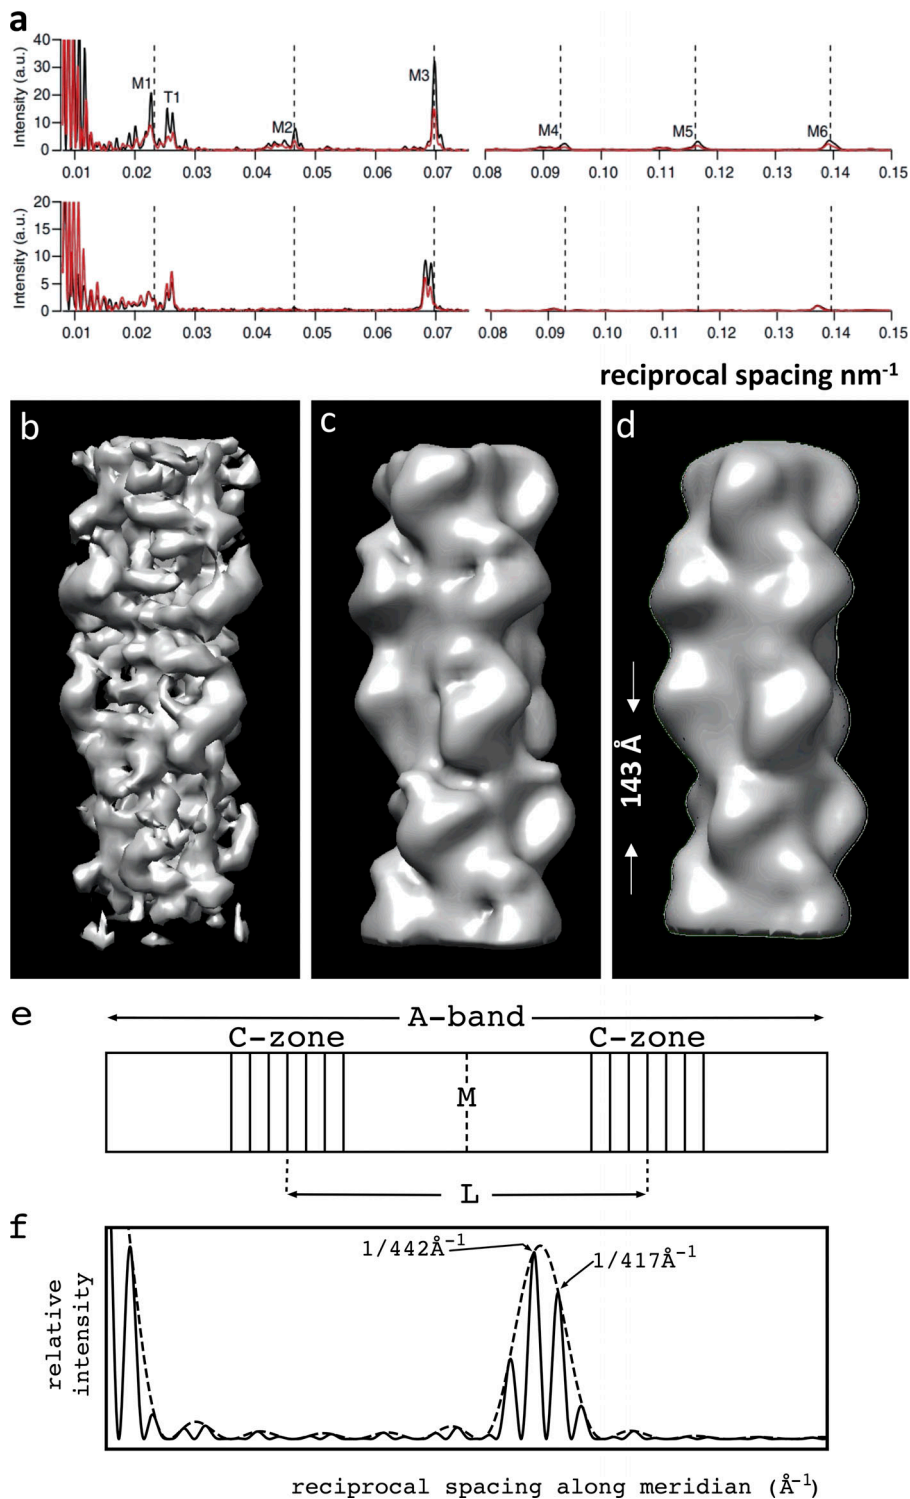 a
Intensity (a.u.)
40
30
20
10
0
M1
T1
M2
M3
M4
M5
M6
0.01 0.02 0.03 0.04 0.05 0.06 0.07 0.08 0.09 0.10 0.11 0.12 0.13 0.14 0.15
Intensity (a.u.)
20
15
10
5
0
0.01 0.02 0.03 0.04 0.05 0.06 0.07 0.08 0.09 0.10 0.11 0.12 0.13 0.14 0.15
reciprocal spacing nm⁻¹
b
c
d
143 Å
e
A-band
C-zone C-zone
M
L
f
relative
intensity
1/442Å⁻¹
1/417Å⁻¹
reciprocal spacing along meridian (Å⁻¹)